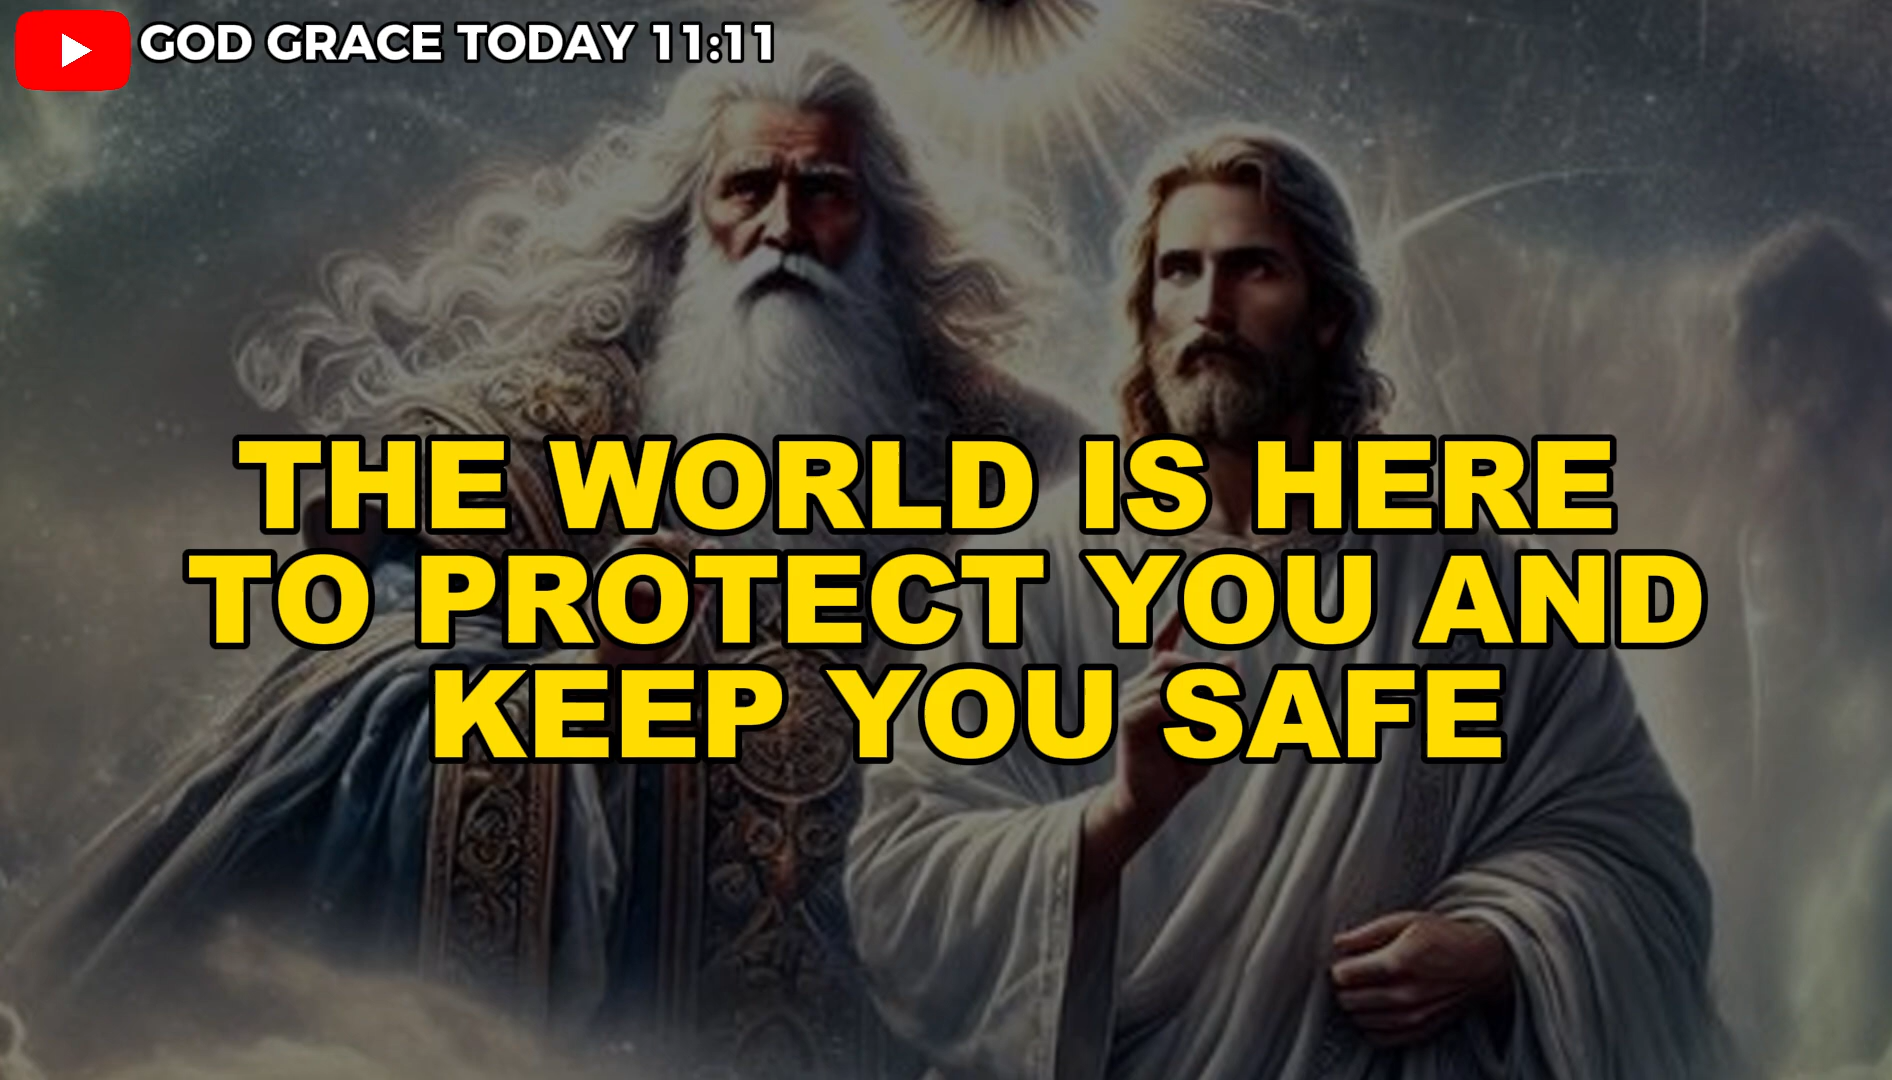 GOD GRACE TODAY 11:11
THE WORLD IS HERE
TO PROTECT YOU AND
KEEP YOU SAFE